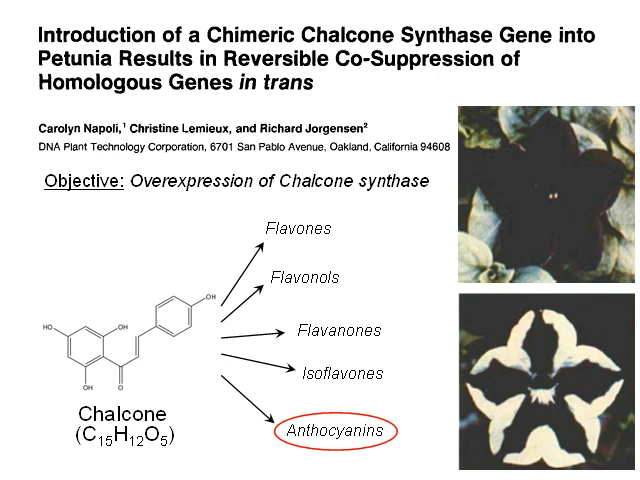 Introduction of a Chimeric Chalcone Synthase Gene into
Petunia Results in Reversible Co-Suppression of
Homologous Genes in trans
Carolyn Napoli,¹ Christine Lemieux, and Richard Jorgensen²
DNA Plant Technology Corporation, 6701 San Pablo Avenue, Oakland, California 94608
Objective: Overexpression of Chalcone synthase
Flavones
Flavonols
Flavanones
Isoflavones
Anthocyanins
OH
HO
OH
OH
O
Chalcone
(C₁₅H₁₂O₅)